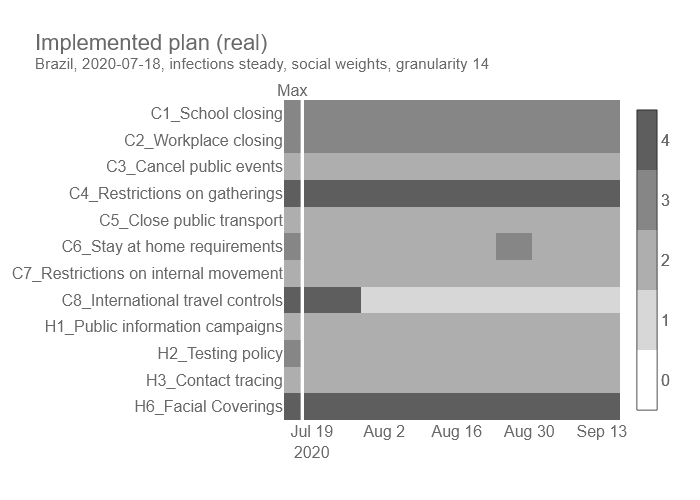 Implemented plan (real)
Brazil, 2020-07-18, infections steady, social weights, granularity 14
Max
C1_School closing
C2_Workplace closing
C3_Cancel public events
C4_Restrictions on gatherings
C5_Close public transport
C6_Stay at home requirements
C7_Restrictions on internal movement
C8_International travel controls
H1_Public information campaigns
H2_Testing policy
H3_Contact tracing
H6_Facial Coverings
Jul 19 Aug 2 Aug 16 Aug 30 Sep 13
2020
4
3
2
1
0